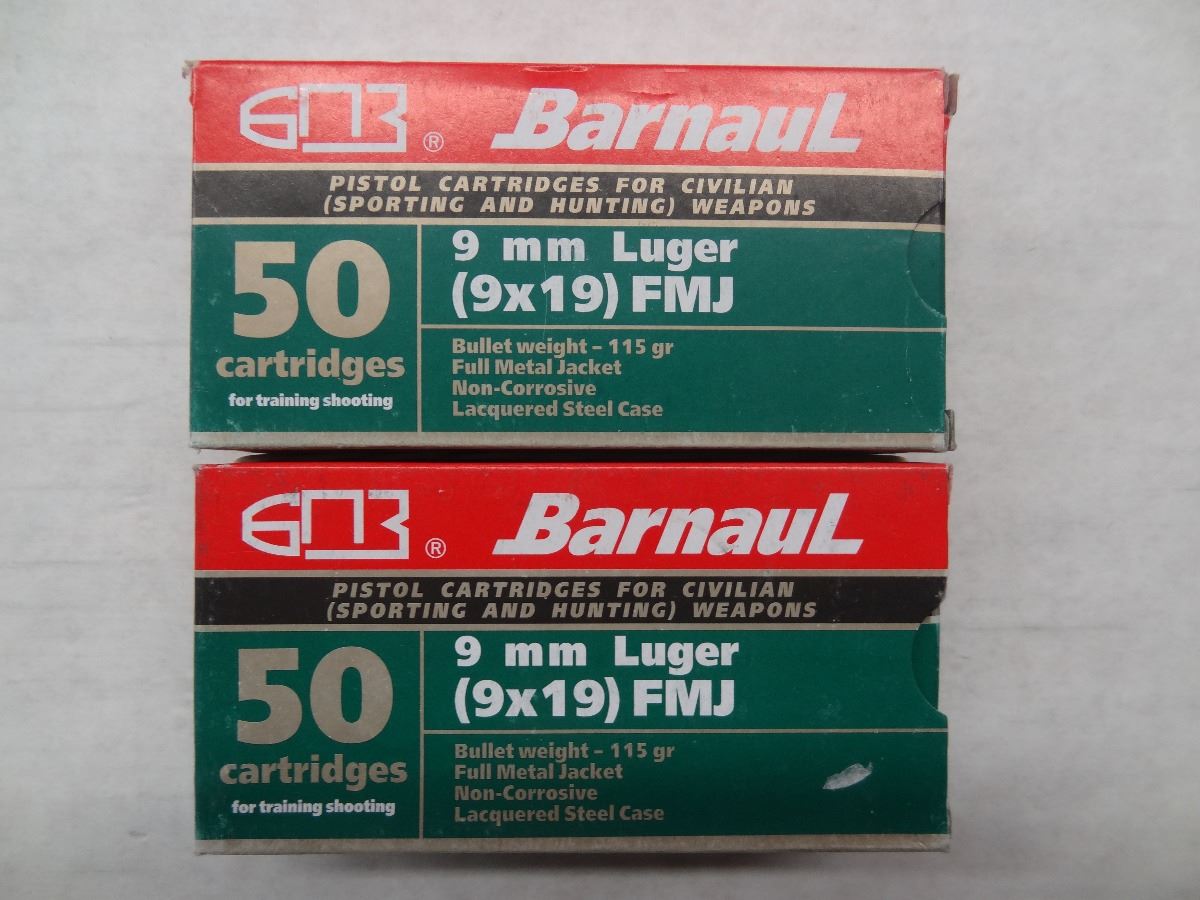 БПЗ ® Barnaul
PISTOL CARTRIDGES FOR CIVILIAN
(SPORTING AND HUNTING) WEAPONS
50
cartridges
for training shooting
9 mm Luger
(9x19) FMJ
Bullet weight – 115 gr
Full Metal Jacket
Non-Corrosive
Lacquered Steel Case
БПЗ ® Barnaul
PISTOL CARTRIDGES FOR CIVILIAN
(SPORTING AND HUNTING) WEAPONS
50
cartridges
for training shooting
9 mm Luger
(9x19) FMJ
Bullet weight – 115 gr
Full Metal Jacket
Non-Corrosive
Lacquered Steel Case